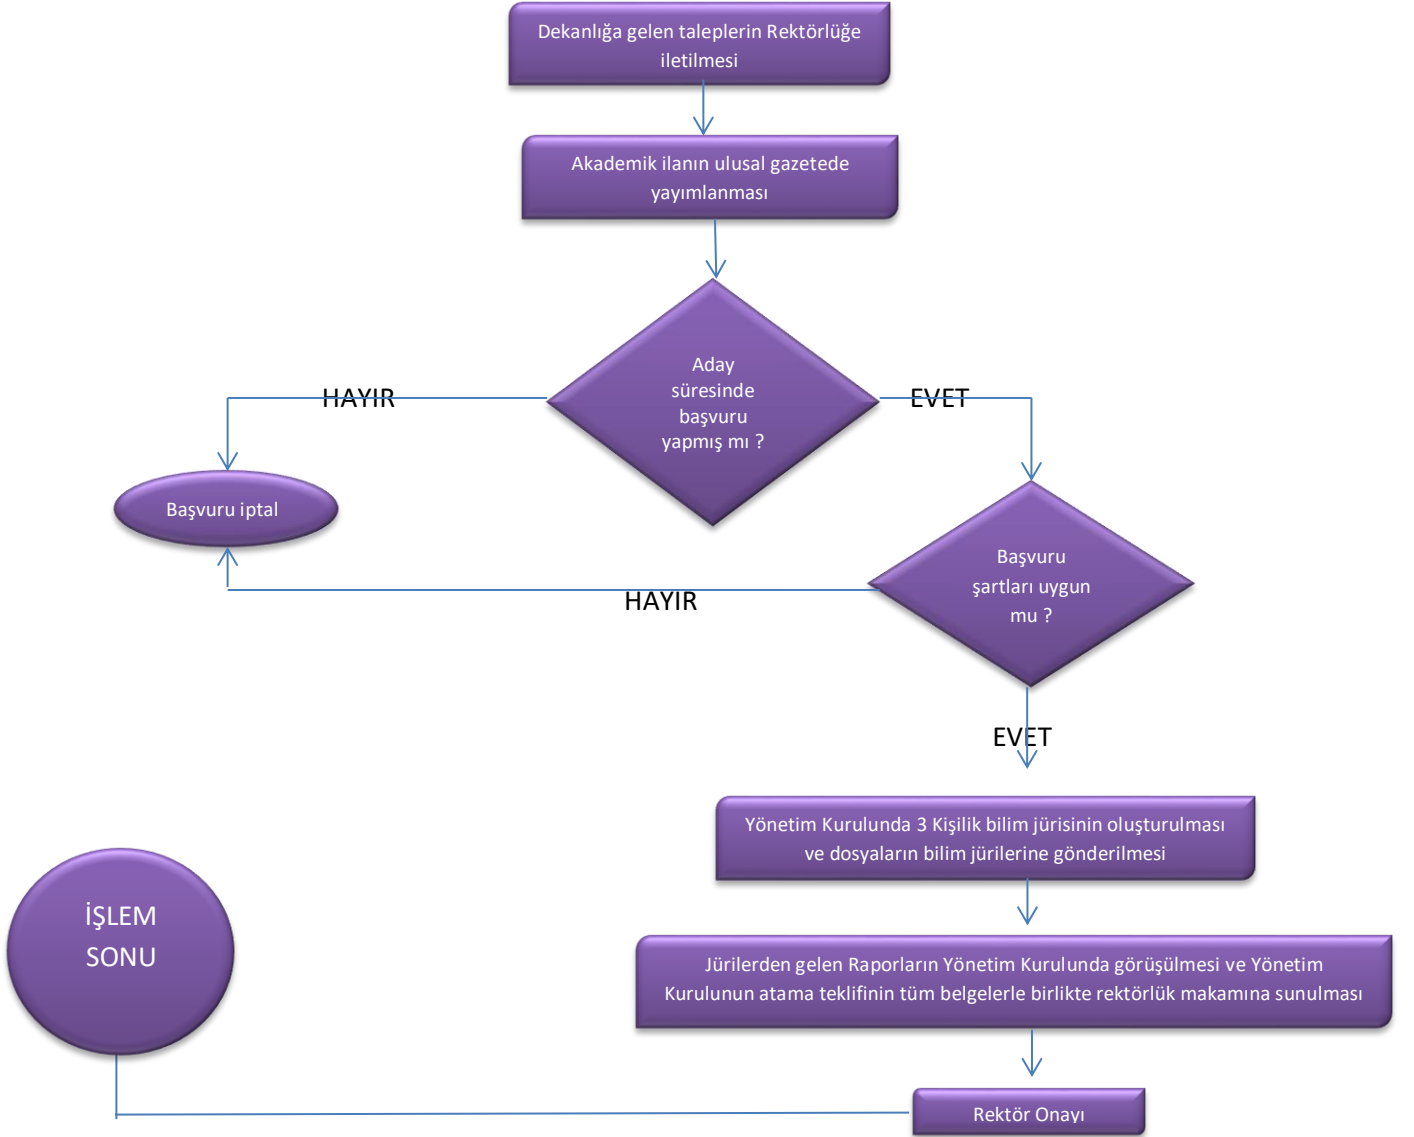 Dekanlığa gelen taleplerin Rektörlüğe
iletilmesi
Akademik ilanın ulusal gazetede
yayımlanması
Aday
süresinde
başvuru
yapmış mı ?
HAYIR
EVET
Başvuru iptal
Başvuru
şartları uygun
mu ?
HAYIR
EVET
Yönetim Kurulunda 3 Kişilik bilim jürisinin oluşturulması
ve dosyaların bilim jürilerine gönderilmesi
Jürilerden gelen Raporların Yönetim Kurulunda görüşülmesi ve Yönetim
Kurulunun atama teklifinin tüm belgelerle birlikte rektörlük makamına sunulması
Rektör Onayı
İŞLEM
SONU